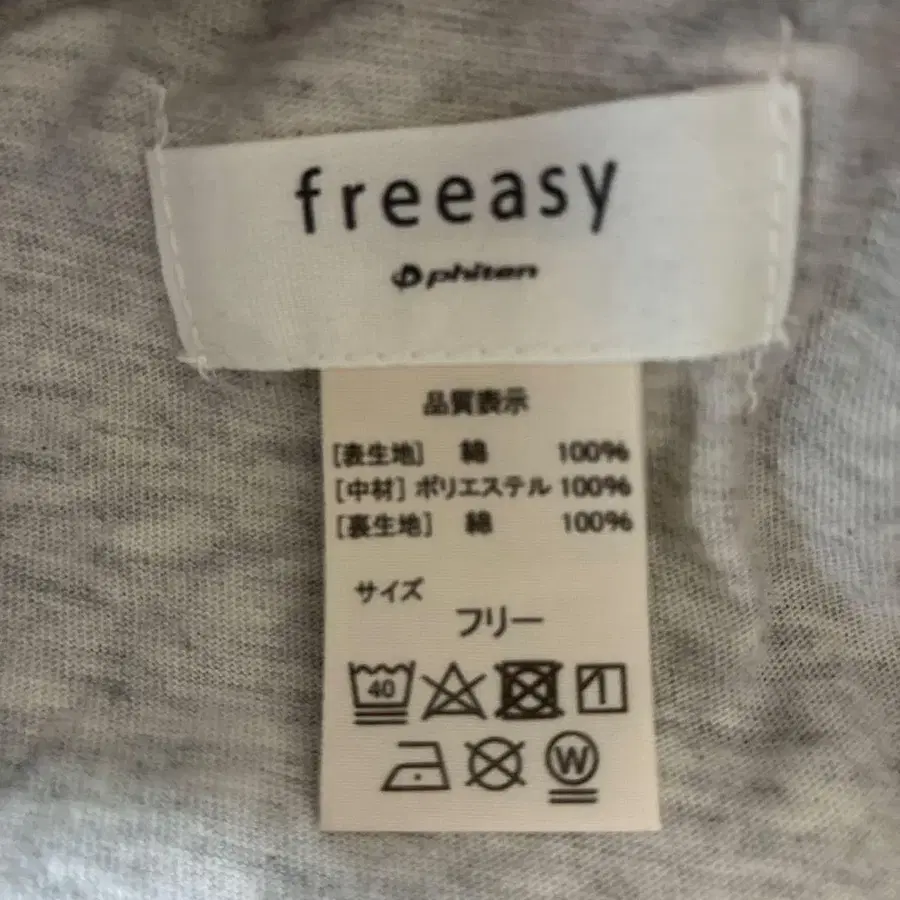 freeasy
phiten
品質表示
[表生地] 綿 100%
[中材] ポリエステル 100%
[裏生地] 綿 100%
サイズ
フリー
40
W